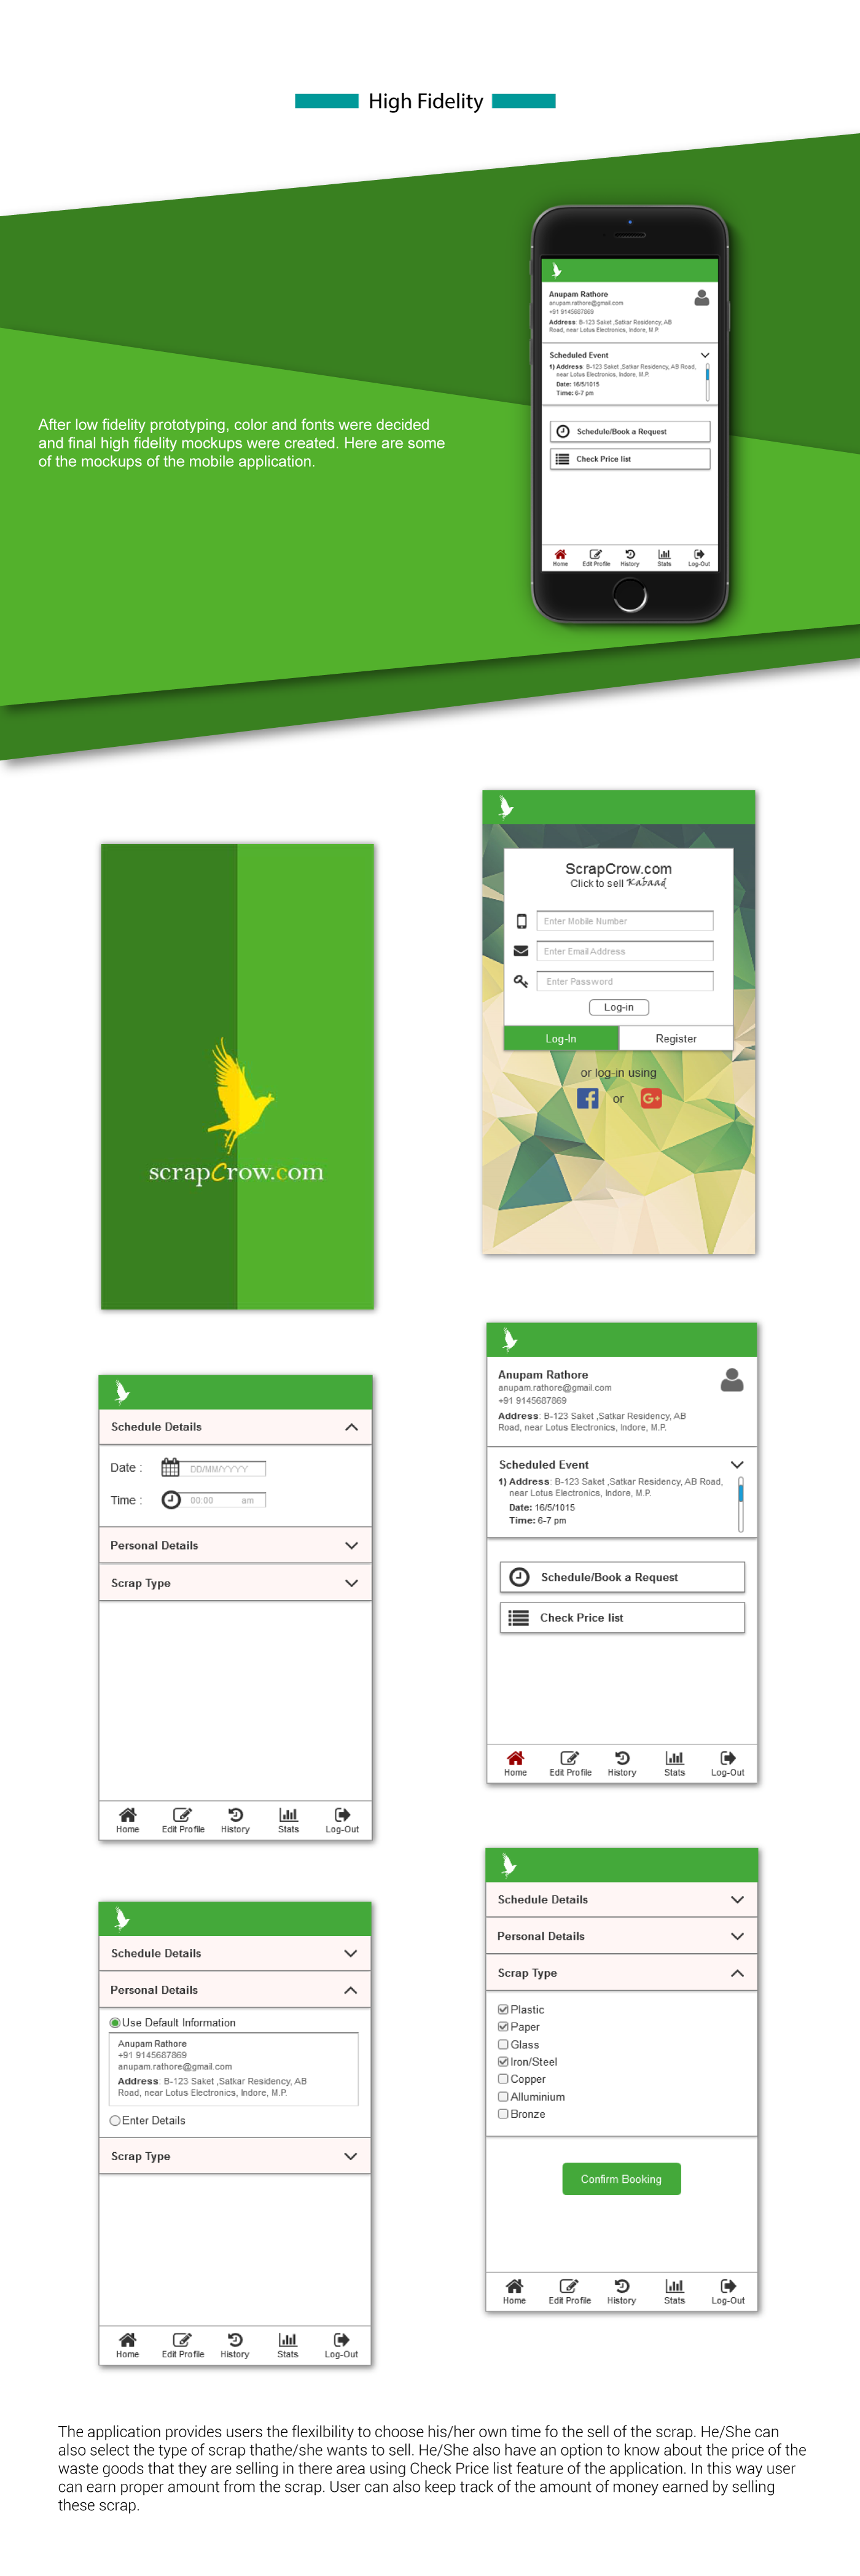 High Fidelity
Anupam Rathore
anupam.rathore@gmail.com
+91 9145687869
Address: B-123 Saket ,Satkar Residency, AB
Road, near Lotus Electronics, Indore, M.P.
Scheduled Event
1) Address: B-123 Saket ,Satkar Residency, AB Road,
near Lotus Electronics, Indore, M.P.
Date: 16/5/1015
Time: 6-7 pm
Schedule/Book a Request
Check Price list
Home Edit Profile History Stats Log-Out
After low fidelity prototyping, color and fonts were decided
and final high fidelity mockups were created. Here are some
of the mockups of the mobile application.
scrapCrow.com
ScrapCrow.com
Click to sell Kabaad
Enter Mobile Number
Enter Email Address
Enter Password
Log-in
Log-In Register
or log-in using
or G+
Schedule Details
Date : DD/MM/YYYY
Time : 00:00 am
Personal Details
Scrap Type
Home Edit Profile History Stats Log-Out
Anupam Rathore
anupam.rathore@gmail.com
+91 9145687869
Address: B-123 Saket ,Satkar Residency, AB
Road, near Lotus Electronics, Indore, M.P.
Scheduled Event
1) Address: B-123 Saket ,Satkar Residency, AB Road,
near Lotus Electronics, Indore, M.P.
Date: 16/5/1015
Time: 6-7 pm
Schedule/Book a Request
Check Price list
Home Edit Profile History Stats Log-Out
Schedule Details
Personal Details
Use Default Information
Anupam Rathore
+91 9145687869
anupam.rathore@gmail.com
Address: B-123 Saket ,Satkar Residency, AB
Road, near Lotus Electronics, Indore, M.P.
Enter Details
Scrap Type
Home Edit Profile History Stats Log-Out
Schedule Details
Personal Details
Scrap Type
Plastic
Paper
Glass
Iron/Steel
Copper
Alluminium
Bronze
Confirm Booking
Home Edit Profile History Stats Log-Out
The application provides users the flexilbility to choose his/her own time fo the sell of the scrap. He/She can
also select the type of scrap thathe/she wants to sell. He/She also have an option to know about the price of the
waste goods that they are selling in there area using Check Price list feature of the application. In this way user
can earn proper amount from the scrap. User can also keep track of the amount of money earned by selling
these scrap.